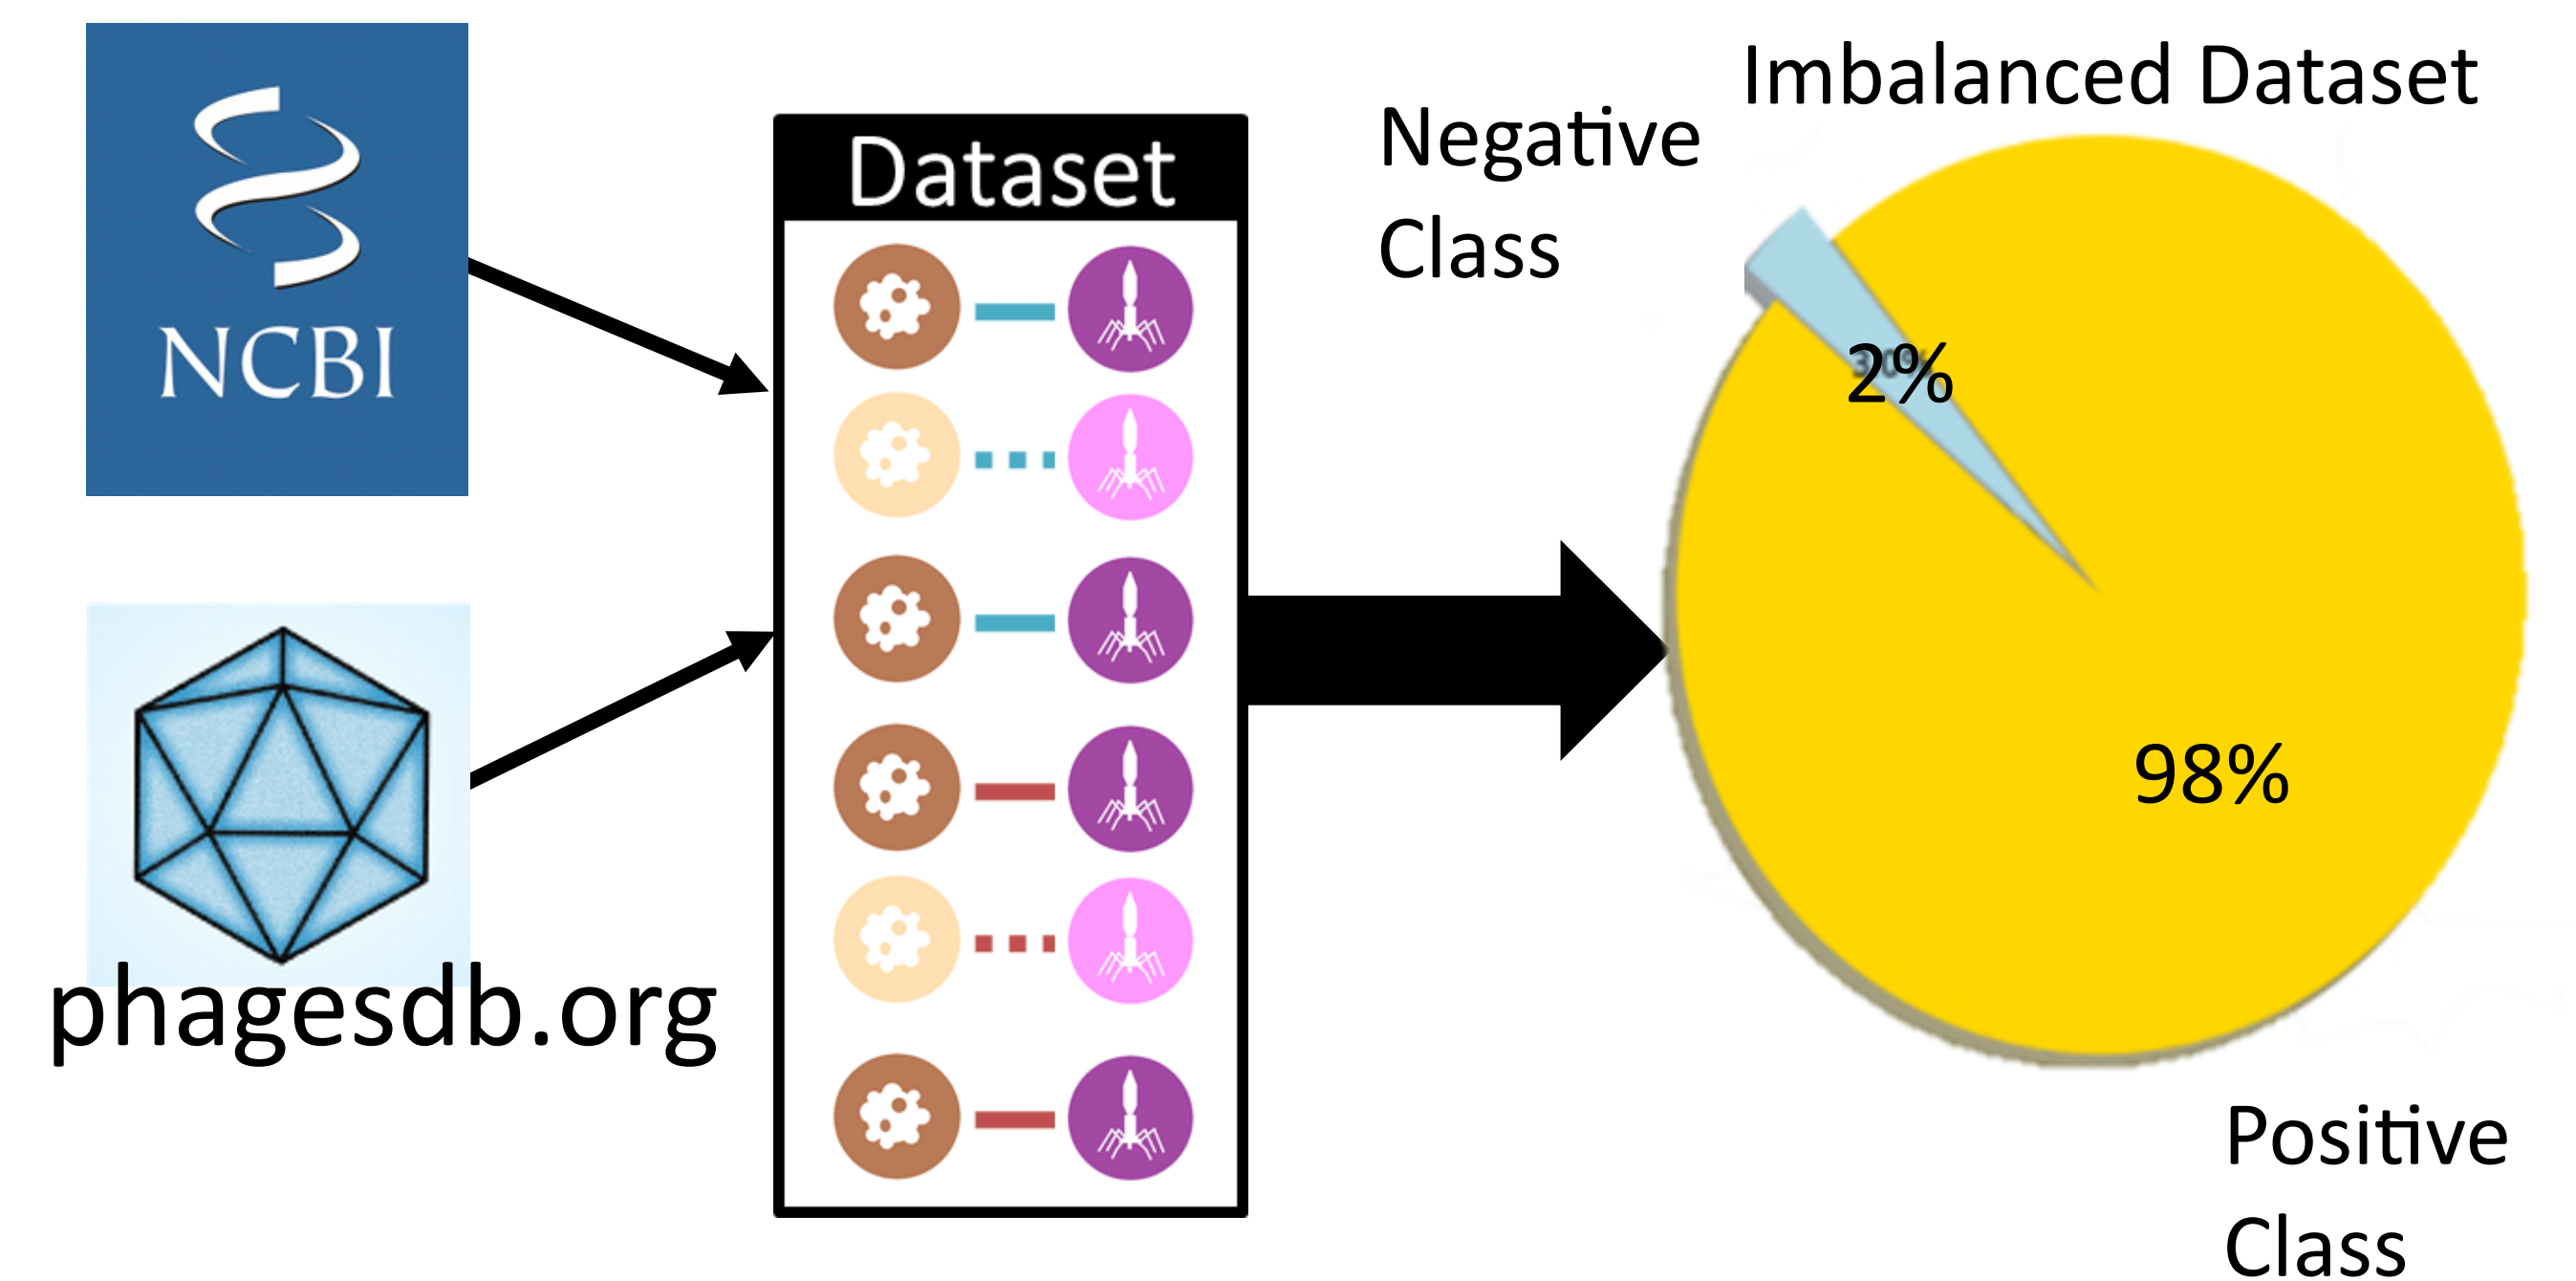 NCBI
phagesdb.org
Dataset
Negative
Class
Imbalanced Dataset
2%
98%
Positive
Class